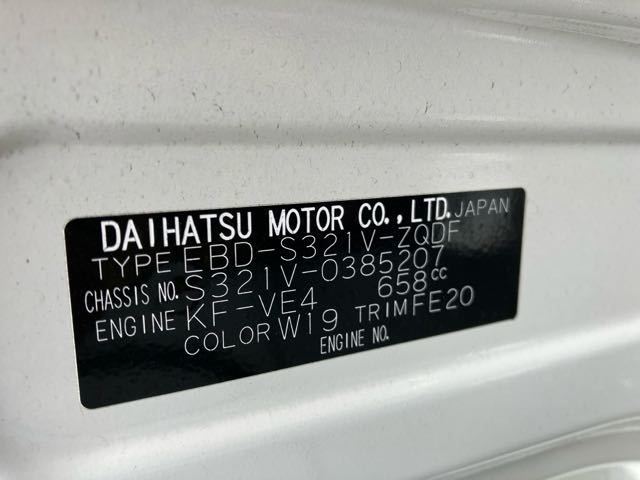 DAIHATSU MOTOR CO.,LTD. JAPAN
TYPE EBD-S321V-ZQDF
CHASSIS NO. S321V-0385207
ENGINE KF-VE4 658cc
COLOR W19 TRIM FE20
ENGINE NO.